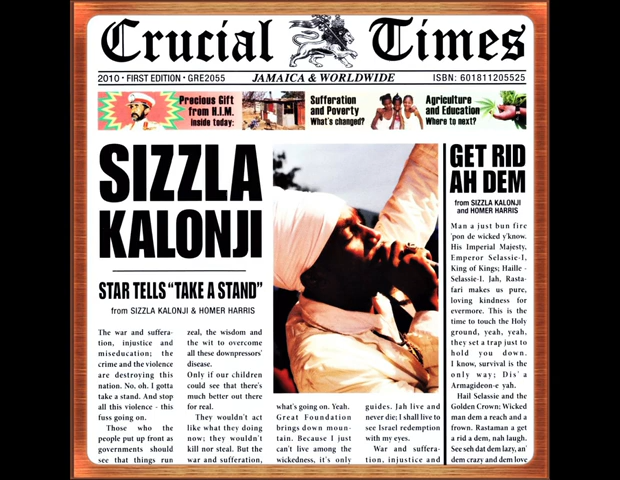 Crucial Times
2010 • FIRST EDITION • GRE2055
JAMAICA & WORLDWIDE
ISBN: 601811205525
Precious Gift
from H.I.M.
Inside today:
Sufferation
and Poverty
What's changed?
Agriculture
and Education
Where to next?
SIZZLA
KALONJI
STAR TELLS "TAKE A STAND"
from SIZZLA KALONJI & HOMER HARRIS
The war and suffera-
tion, injustice and
miseducation; the
crime and the violence
are destroying this
nation. No, oh. I gotta
take a stand. And stop
all this violence - this
fuss going on.
Those who the
people put up front as
governments should
see that things run
zeal, the wisdom and
the wit to overcome
all these downpressors'
disease.
Only if our children
could see that there's
much better out there
for real.
They wouldn't act
like what they doing
now; they wouldn't
kill nor steal. But the
war and sufferation,
what's going on. Yeah.
Great Foundation
brings down moun-
tain. Because I just
can't live among the
wickedness, it's only
guides. Jah live and
never die; I shall live to
see Israel redemption
with my eyes.
War and suffera-
tion, injustice and
GET RID
AH DEM
from SIZZLA KALONJI
and HOMER HARRIS
Man a just bun fire
'pon de wicked y'know.
His Imperial Majesty,
Emperor Selassie-I,
King of Kings; Haille -
Selassie-I. Jah, Rasta-
fari makes us pure,
loving kindness for
evermore. This is the
time to touch the Holy
ground, yeah, yeah,
they set a trap just to
hold you down.
I know, survival is the
only way; Dis' a
Armagideon-e yah.
Hail Selassie and the
Golden Crown; Wicked
man dem a reach and a
frown. Rastaman a get
a rid a dem, nah laugh.
See seh dat dem lazy, an'
dem crazy and dem love